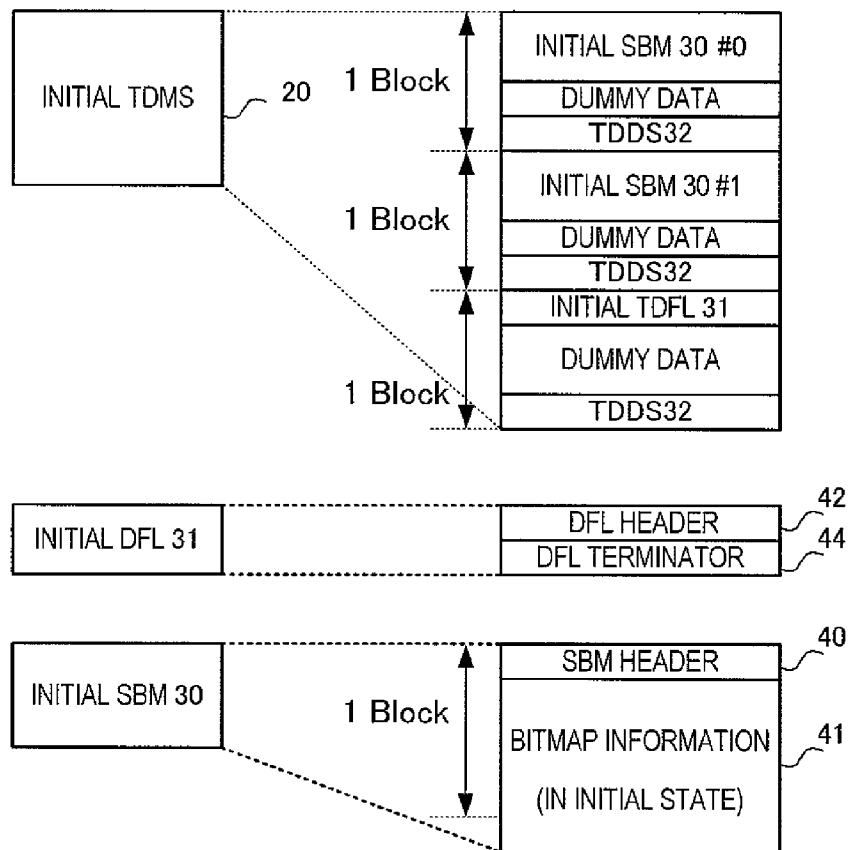 INITIAL TDMS
20
1 Block
INITIAL SBM 30 #0
DUMMY DATA
TDDS32
1 Block
INITIAL SBM 30 #1
DUMMY DATA
TDDS32
1 Block
INITIAL TDFL 31
DUMMY DATA
TDDS32
INITIAL DFL 31
DFL HEADER
42
DFL TERMINATOR
44
INITIAL SBM 30
1 Block
SBM HEADER
40
BITMAP INFORMATION
(IN INITIAL STATE)
41